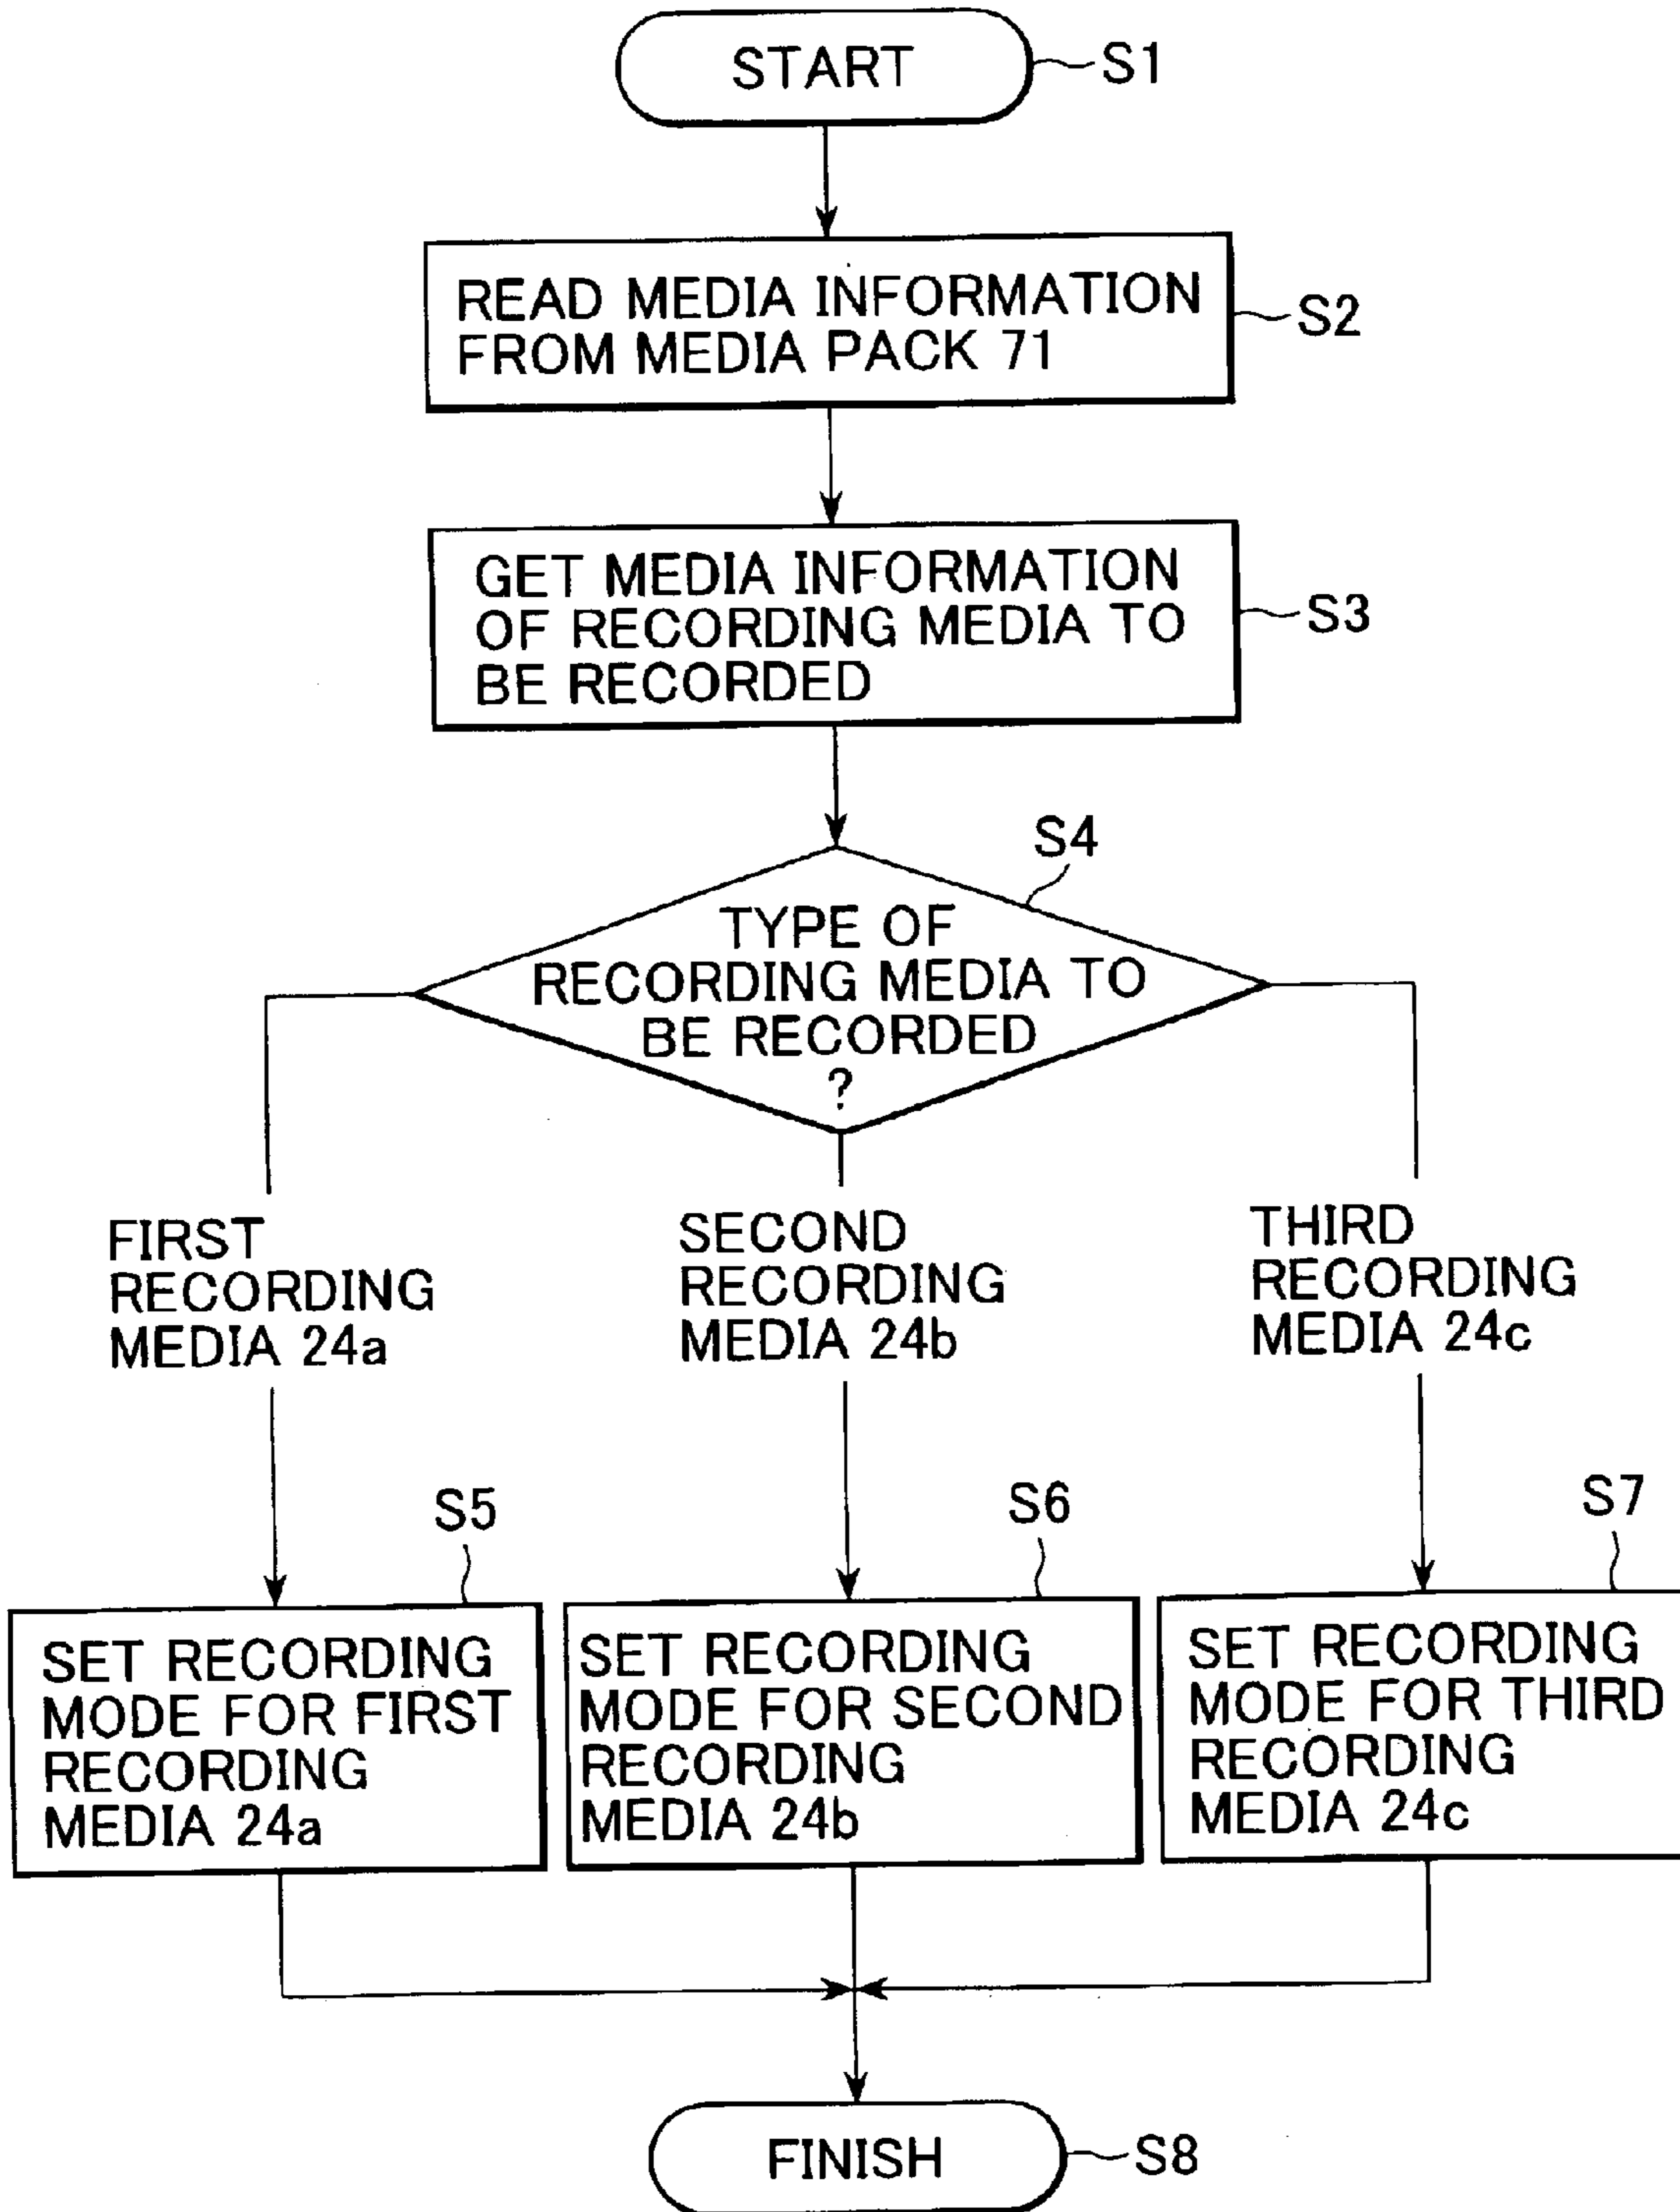 START
S1
READ MEDIA INFORMATION
FROM MEDIA PACK 71
S2
GET MEDIA INFORMATION
OF RECORDING MEDIA TO
BE RECORDED
S3
S4
TYPE OF
RECORDING MEDIA TO
BE RECORDED
?
FIRST
RECORDING
MEDIA 24a
SECOND
RECORDING
MEDIA 24b
THIRD
RECORDING
MEDIA 24c
S5
SET RECORDING
MODE FOR FIRST
RECORDING
MEDIA 24a
S6
SET RECORDING
MODE FOR SECOND
RECORDING
MEDIA 24b
S7
SET RECORDING
MODE FOR THIRD
RECORDING
MEDIA 24c
FINISH
S8